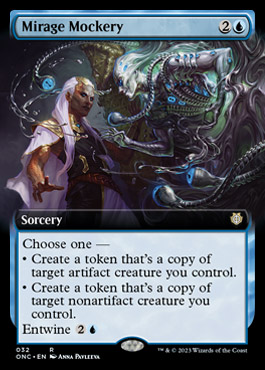 Mirage Mockery 2
Sorcery
Choose one —
• Create a token that's a copy of
target artifact creature you control.
• Create a token that's a copy of
target nonartifact creature you
control.
Entwine 2
032 R
ONC • EN Anna Pavleeva
™ & © 2023 Wizards of the Coast